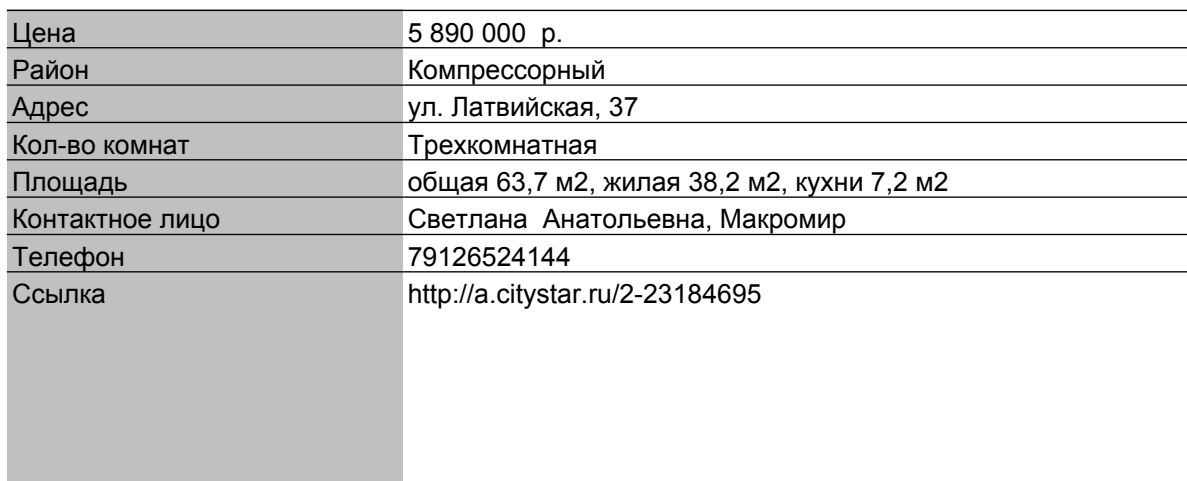 Цена 5 890 000 р.
Район Компрессорный
Адрес ул. Латвийская, 37
Кол-во комнат Трехкомнатная
Площадь общая 63,7 м2, жилая 38,2 м2, кухни 7,2 м2
Контактное лицо Светлана Анатольевна, Макромир
Телефон 79126524144
Ссылка http://a.citystar.ru/2-23184695